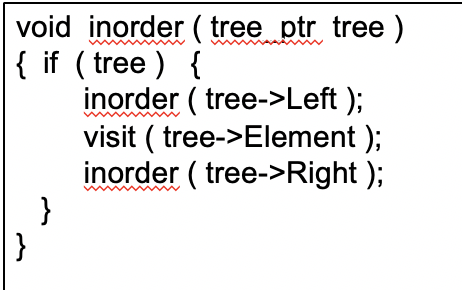 void inorder ( tree_ptr tree )
{ if ( tree ) {
inorder ( tree->Left );
visit ( tree->Element );
inorder ( tree->Right );
}
}